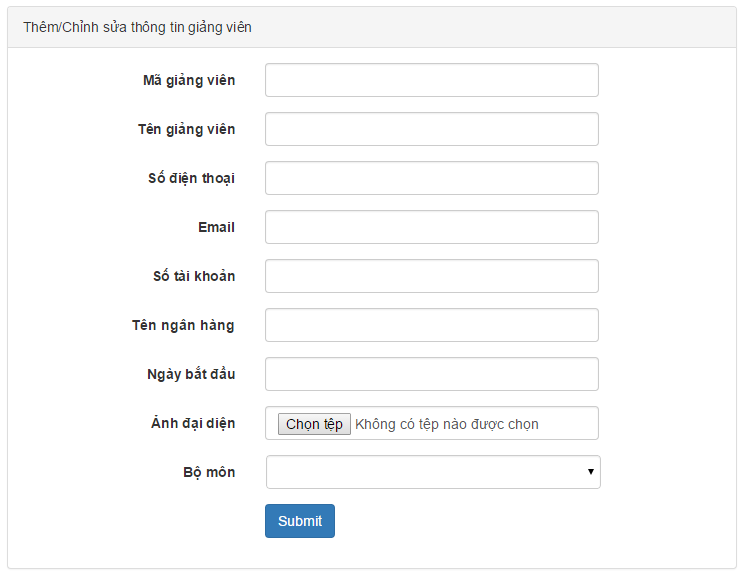 Thêm/Chỉnh sửa thông tin giảng viên
Mã giảng viên
Tên giảng viên
Số điện thoại
Email
Số tài khoản
Tên ngân hàng
Ngày bắt đầu
Ảnh đại diện
Chọn tệp Không có tệp nào được chọn
Bộ môn
Submit